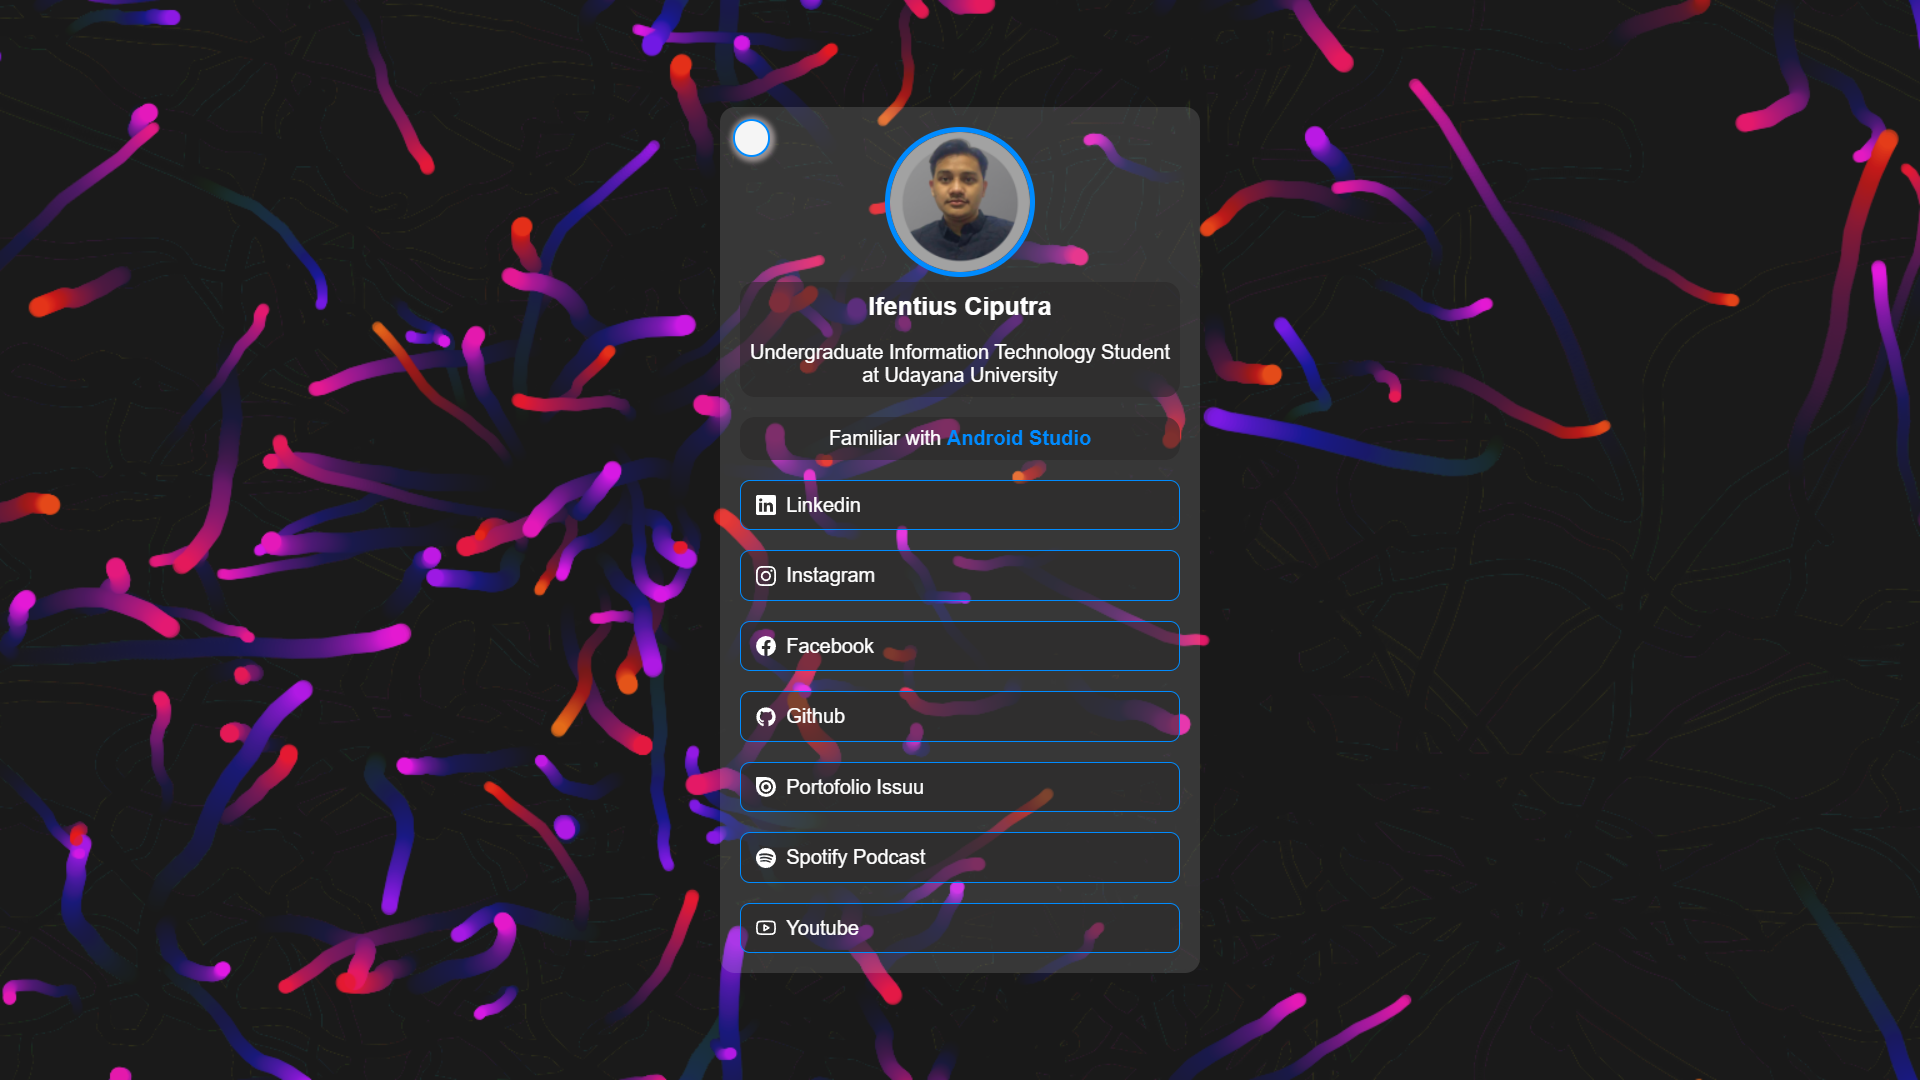 Ifentius Ciputra
Undergraduate Information Technology Student
at Udayana University
Familiar with Android Studio
Linkedin
Instagram
Facebook
Github
Portofolio Issuu
Spotify Podcast
Youtube